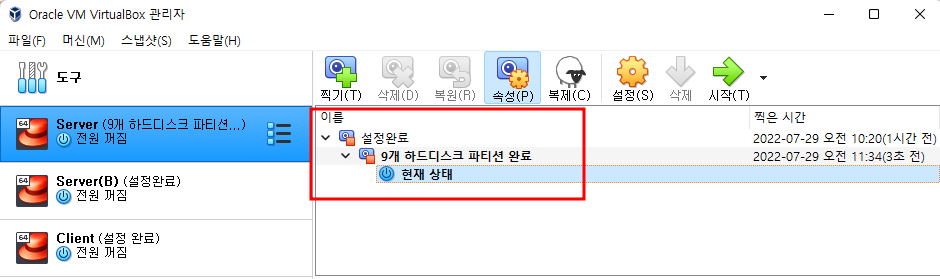 Oracle VM VirtualBox 관리자
파일(F) 머신(M) 스냅샷(S) 도움말(H)
도구
찍기(T) 삭제(D) 복원(R) 속성(P) 복제(C) 설정(S) 삭제 시작(T)
64 Server (9개 하드디스크 파티션...)
전원 꺼짐
64 Server(B) (설정완료)
전원 꺼짐
64 Client (설정 완료)
전원 꺼짐
이름 찍은 시간
설정완료 2022-07-29 오전 10:20(1시간 전)
9개 하드디스크 파티션 완료 2022-07-29 오전 11:34(3초 전)
현재 상태